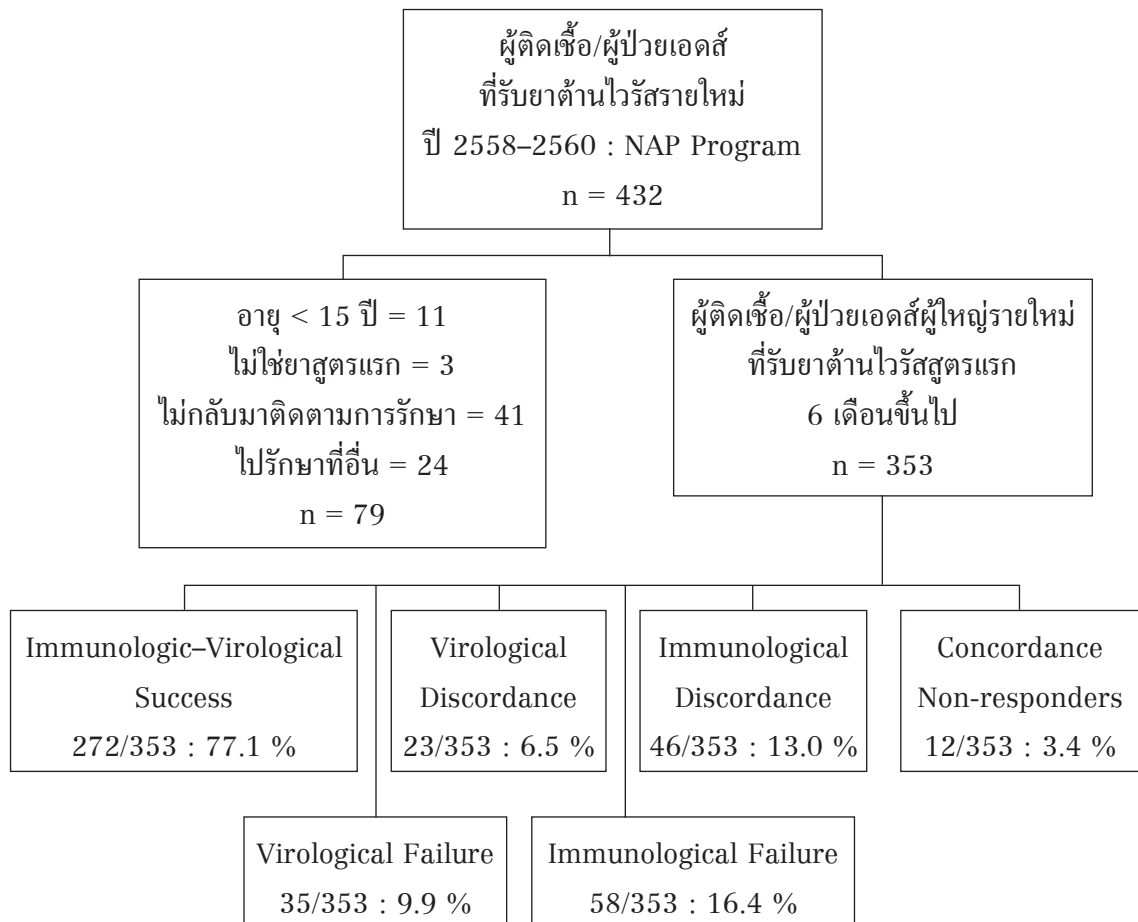 ผู้ติดเชื้อ/ผู้ป่วยเอดส์
ที่รับยาต้านไวรัสรายใหม่
ปี 2558–2560 : NAP Program
n = 432
อายุ < 15 ปี = 11
ไม่ใช่ยาสูตรแรก = 3
ไม่กลับมาติดตามการรักษา = 41
ไปรักษาที่อื่น = 24
n = 79
ผู้ติดเชื้อ/ผู้ป่วยเอดส์ผู้ใหญ่รายใหม่
ที่รับยาต้านไวรัสสูตรแรก
6 เดือนขึ้นไป
n = 353
Immunologic–Virological
Success
272/353 : 77.1 %
Virological
Discordance
23/353 : 6.5 %
Immunological
Discordance
46/353 : 13.0 %
Concordance
Non-responders
12/353 : 3.4 %
Virological Failure
35/353 : 9.9 %
Immunological Failure
58/353 : 16.4 %